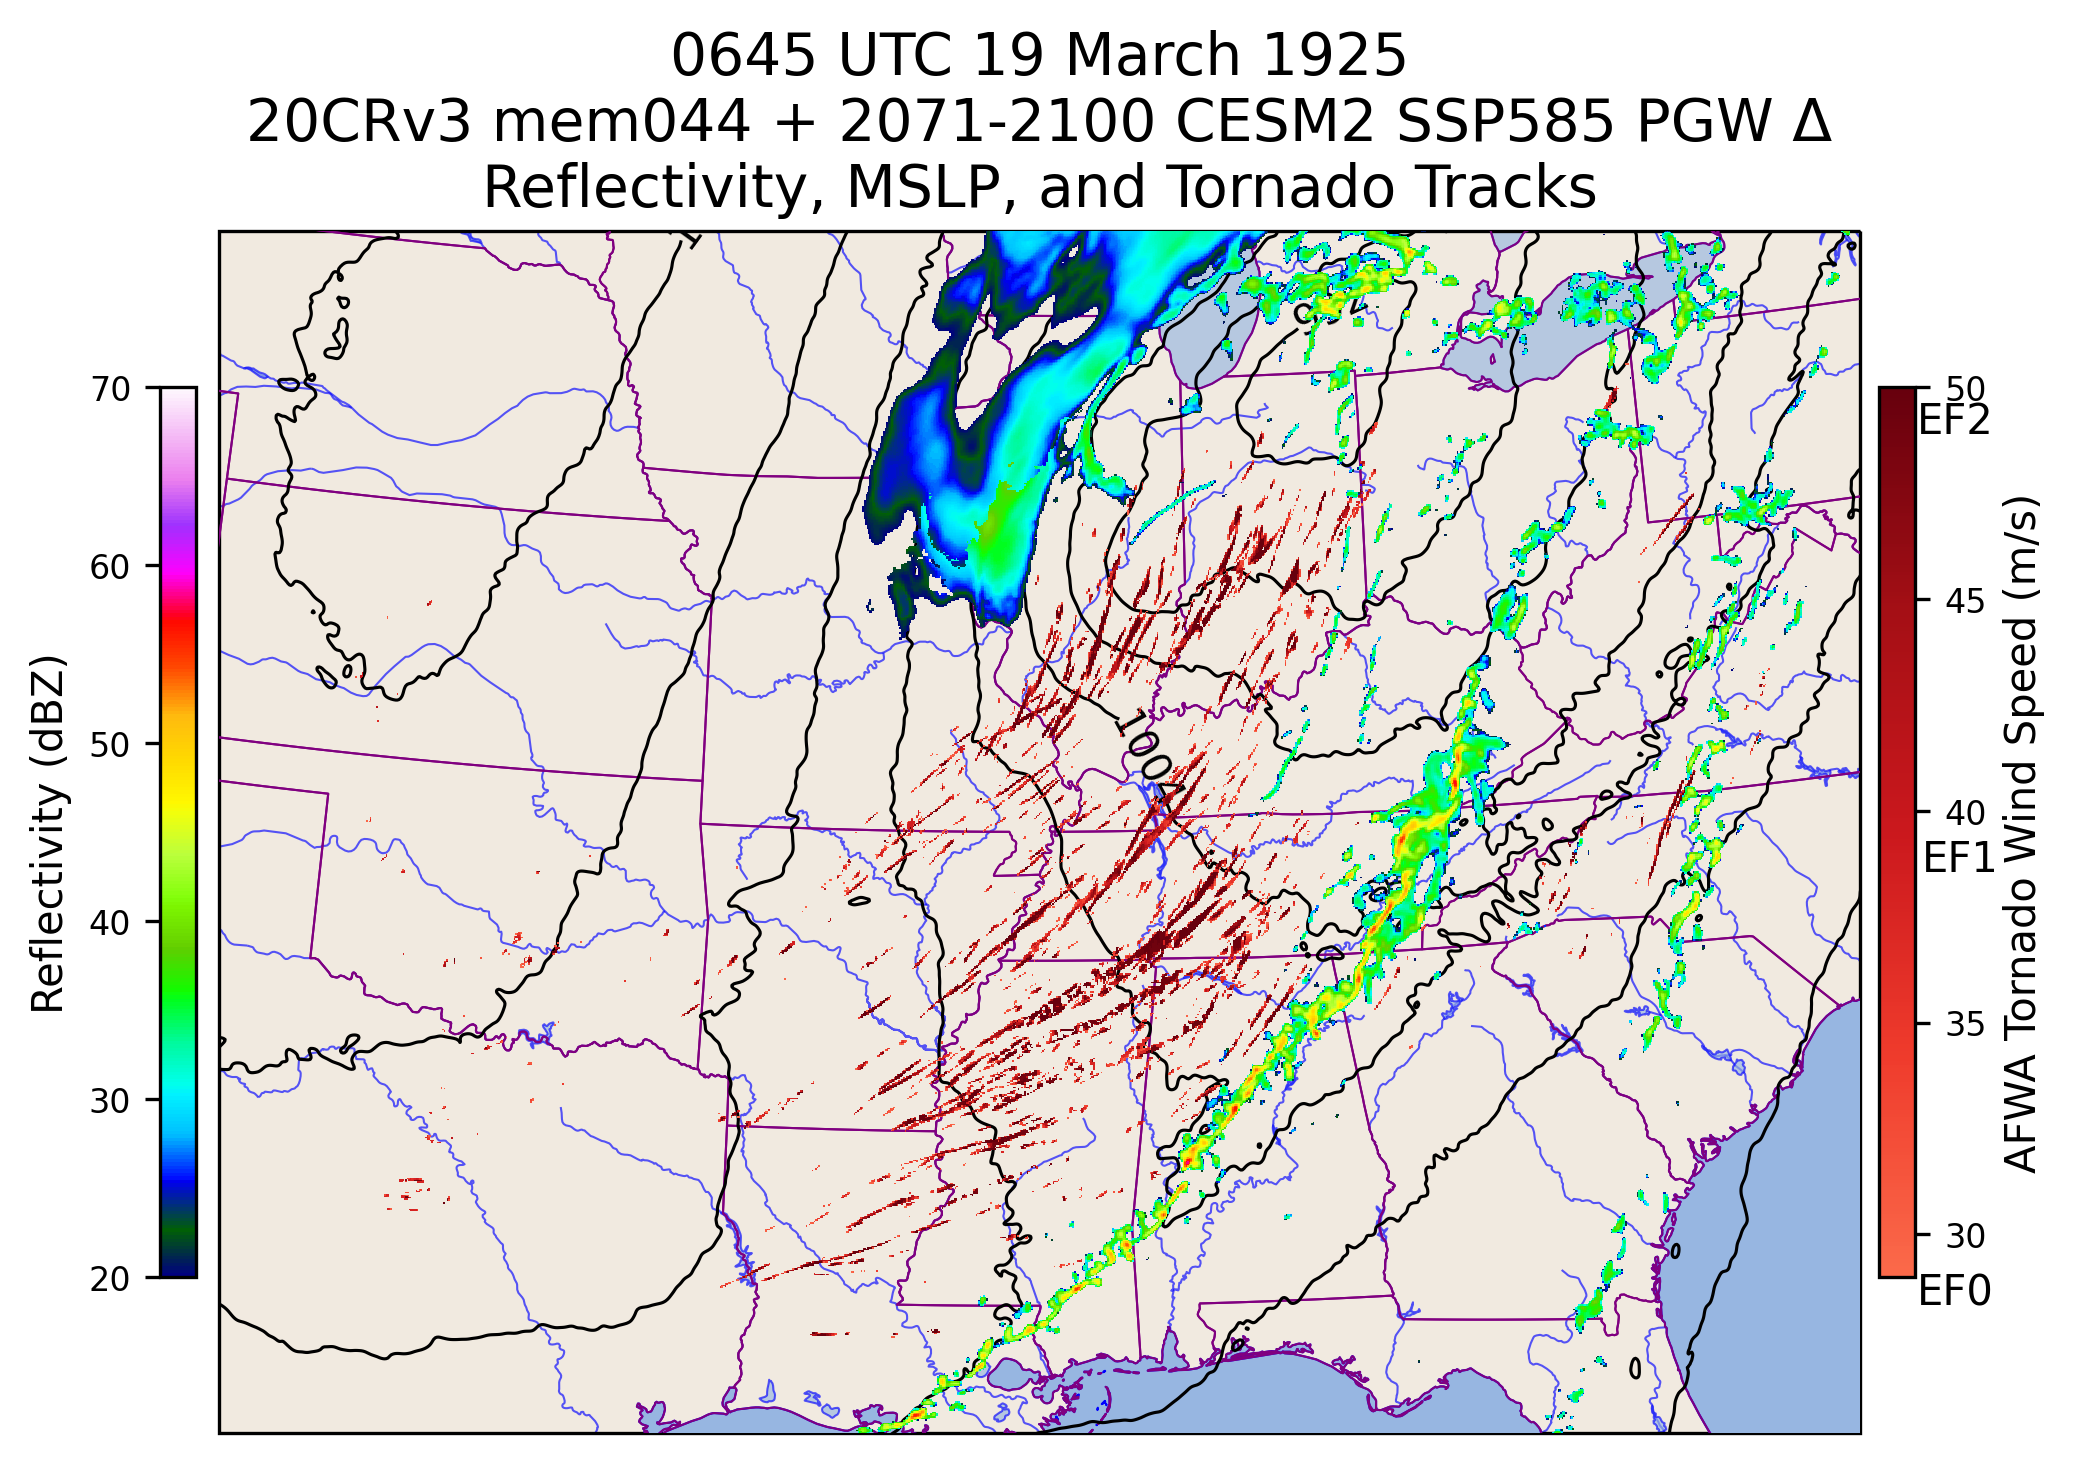 0645 UTC 19 March 1925
20CRv3 mem044 + 2071-2100 CESM2 SSP585 PGW Δ
Reflectivity, MSLP, and Tornado Tracks
Reflectivity (dBZ)
70
60
50
40
30
20
1004
50
EF2
45
40
EF1
35
30
EF0
AFWA Tornado Wind Speed (m/s)